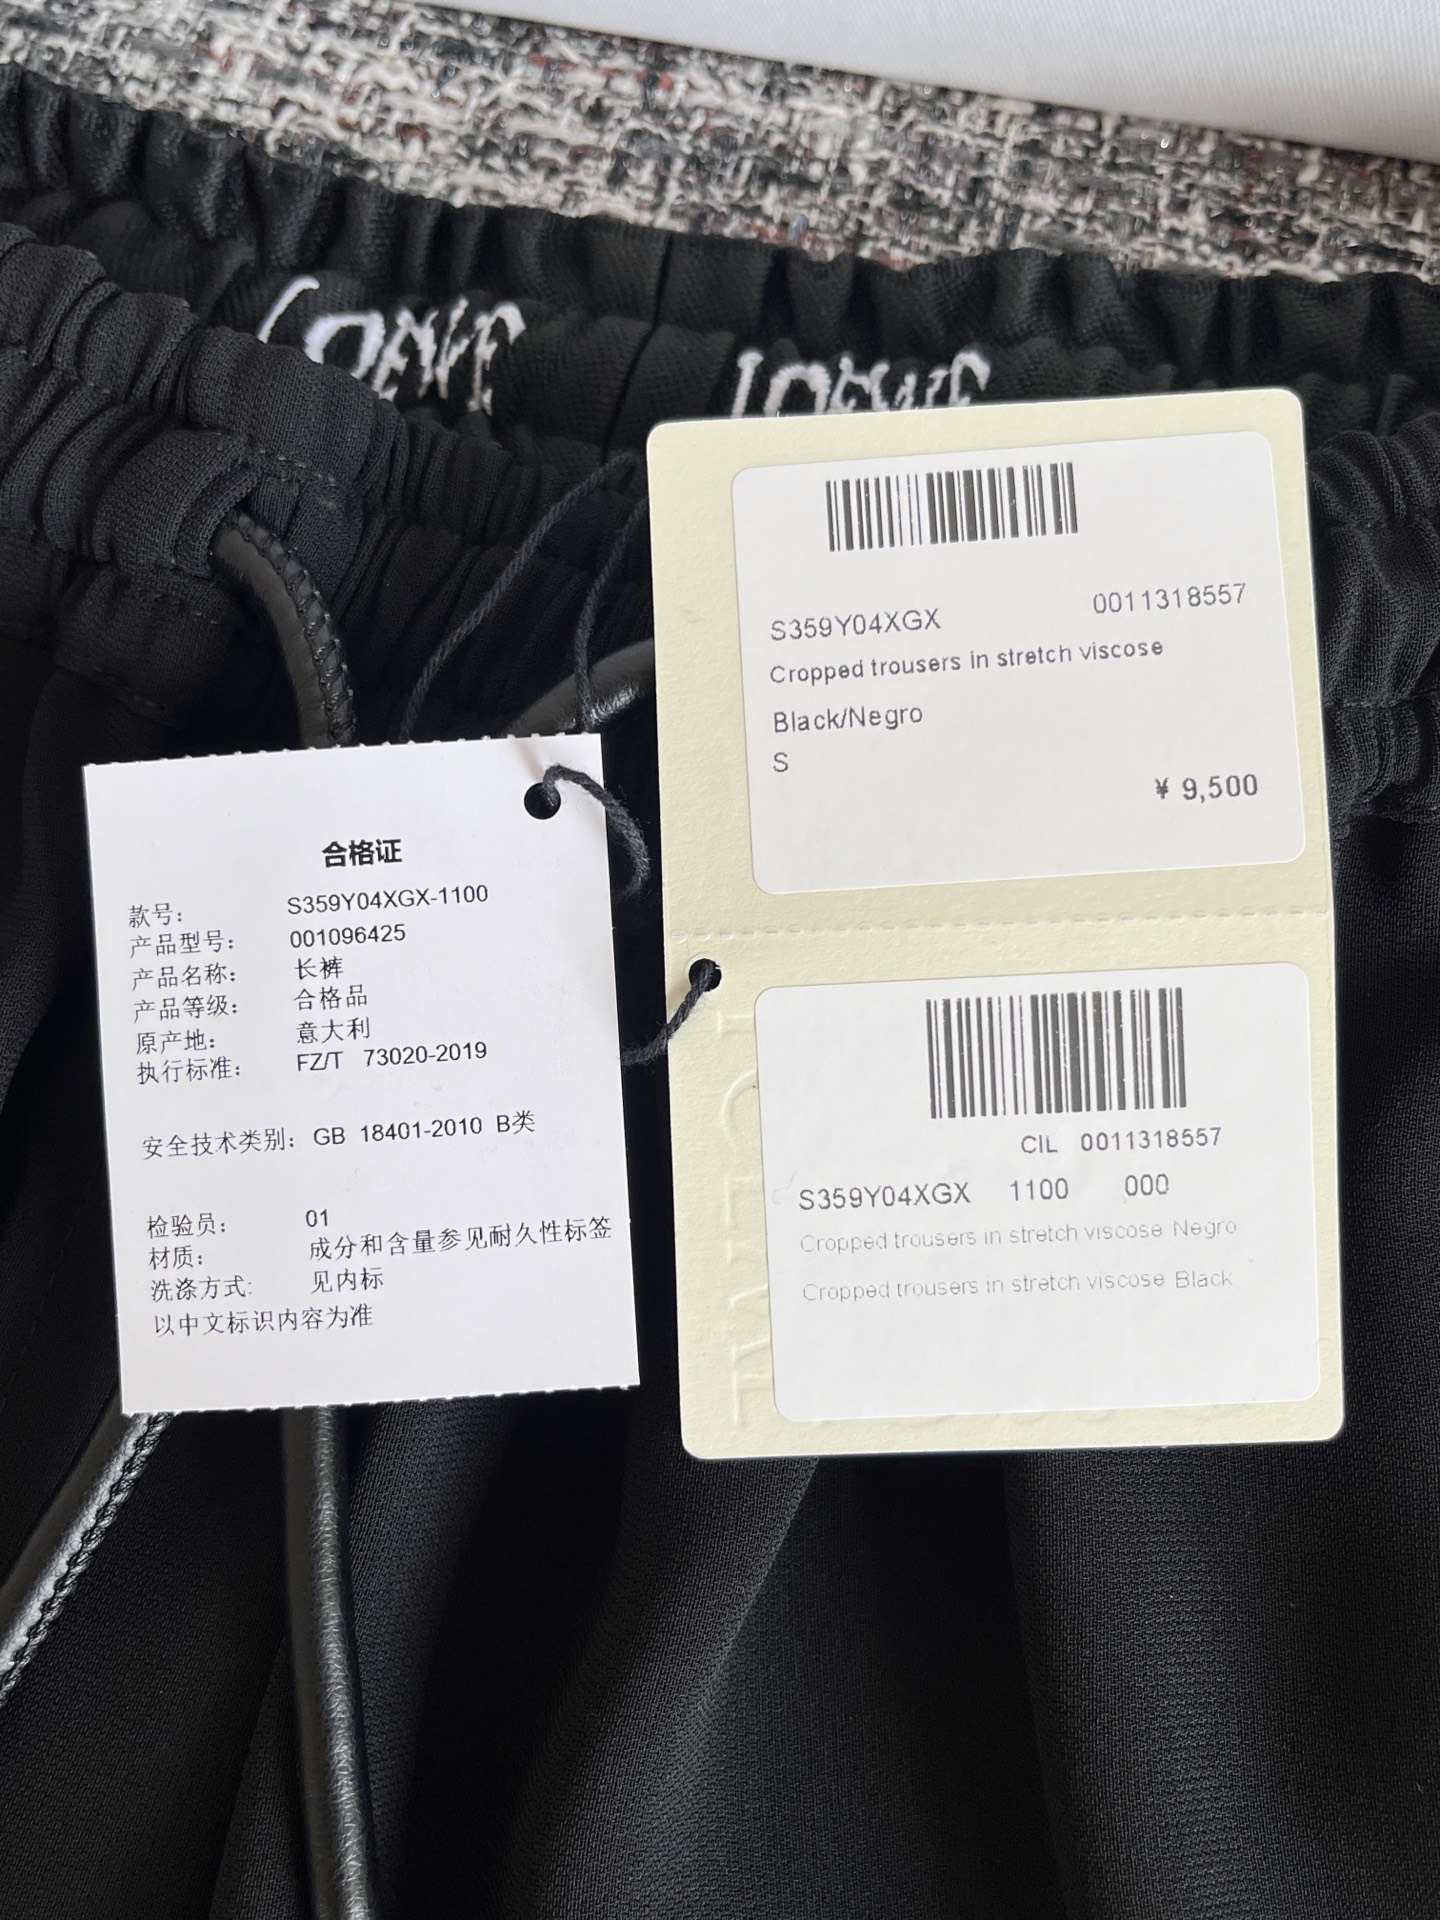 LOEWE LOEWE
S359Y04XGX 0011318557
Cropped trousers in stretch viscose
Black/Negro
S
¥ 9,500
合格证
款号： S359Y04XGX-1100
产品型号： 001096425
产品名称： 长裤
产品等级： 合格品
原产地： 意大利
执行标准： FZ/T 73020-2019
安全技术类别： GB 18401-2010 B类
检验员： 01
材质： 成分和含量参见耐久性标签
洗涤方式: 见内标
以中文标识内容为准
CIL 0011318557
S359Y04XGX 1100 000
Cropped trousers in stretch viscose Negro
Cropped trousers in stretch viscose Black